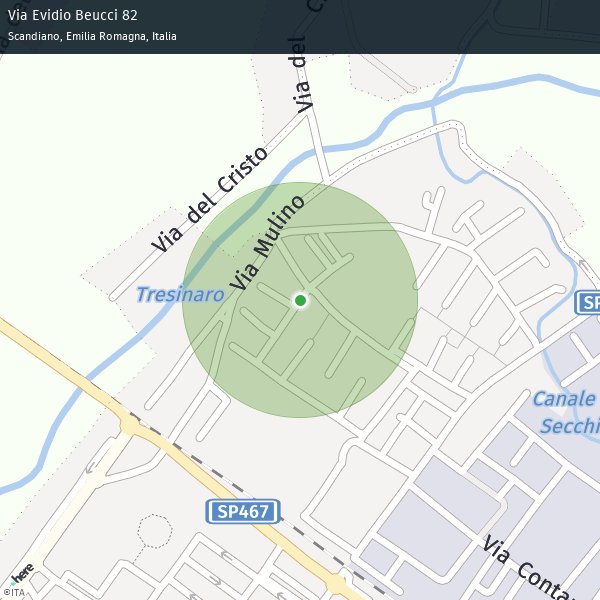 Via Evidio Beucci 82
Scandiano, Emilia Romagna, Italia
Via del
Via del Cristo
Via Mulino
Tresinaro
SP
Canale
Secchi
SP467
Via Conta
here
©ITA